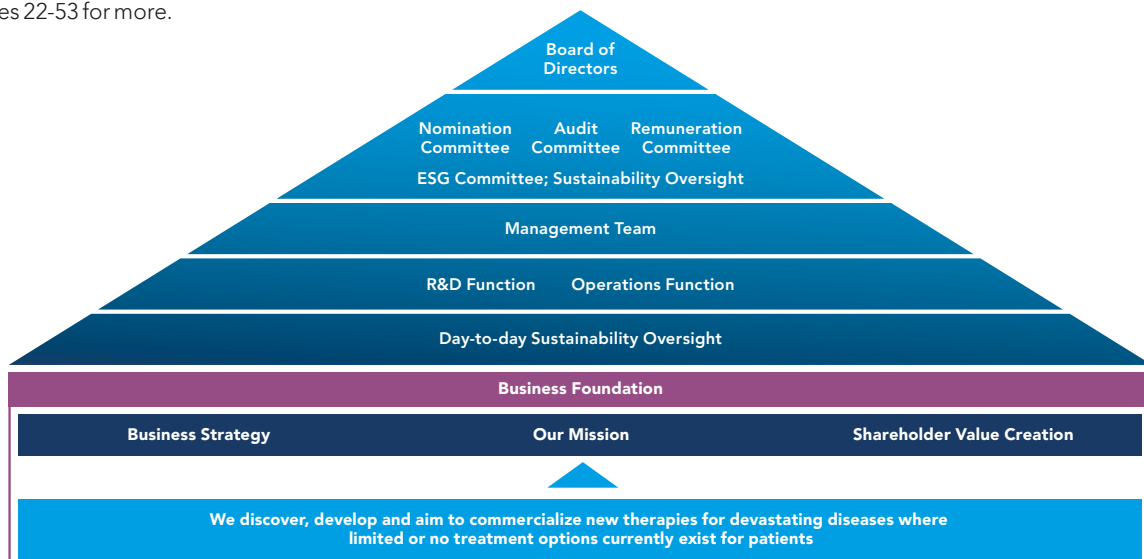 es 22-53 for more.
Board of
Directors
Nomination Audit Remuneration
Committee Committee Committee
ESG Committee; Sustainability Oversight
Management Team
R&D Function Operations Function
Day-to-day Sustainability Oversight
Business Foundation
Business Strategy Our Mission Shareholder Value Creation
We discover, develop and aim to commercialize new therapies for devastating diseases where
limited or no treatment options currently exist for patients